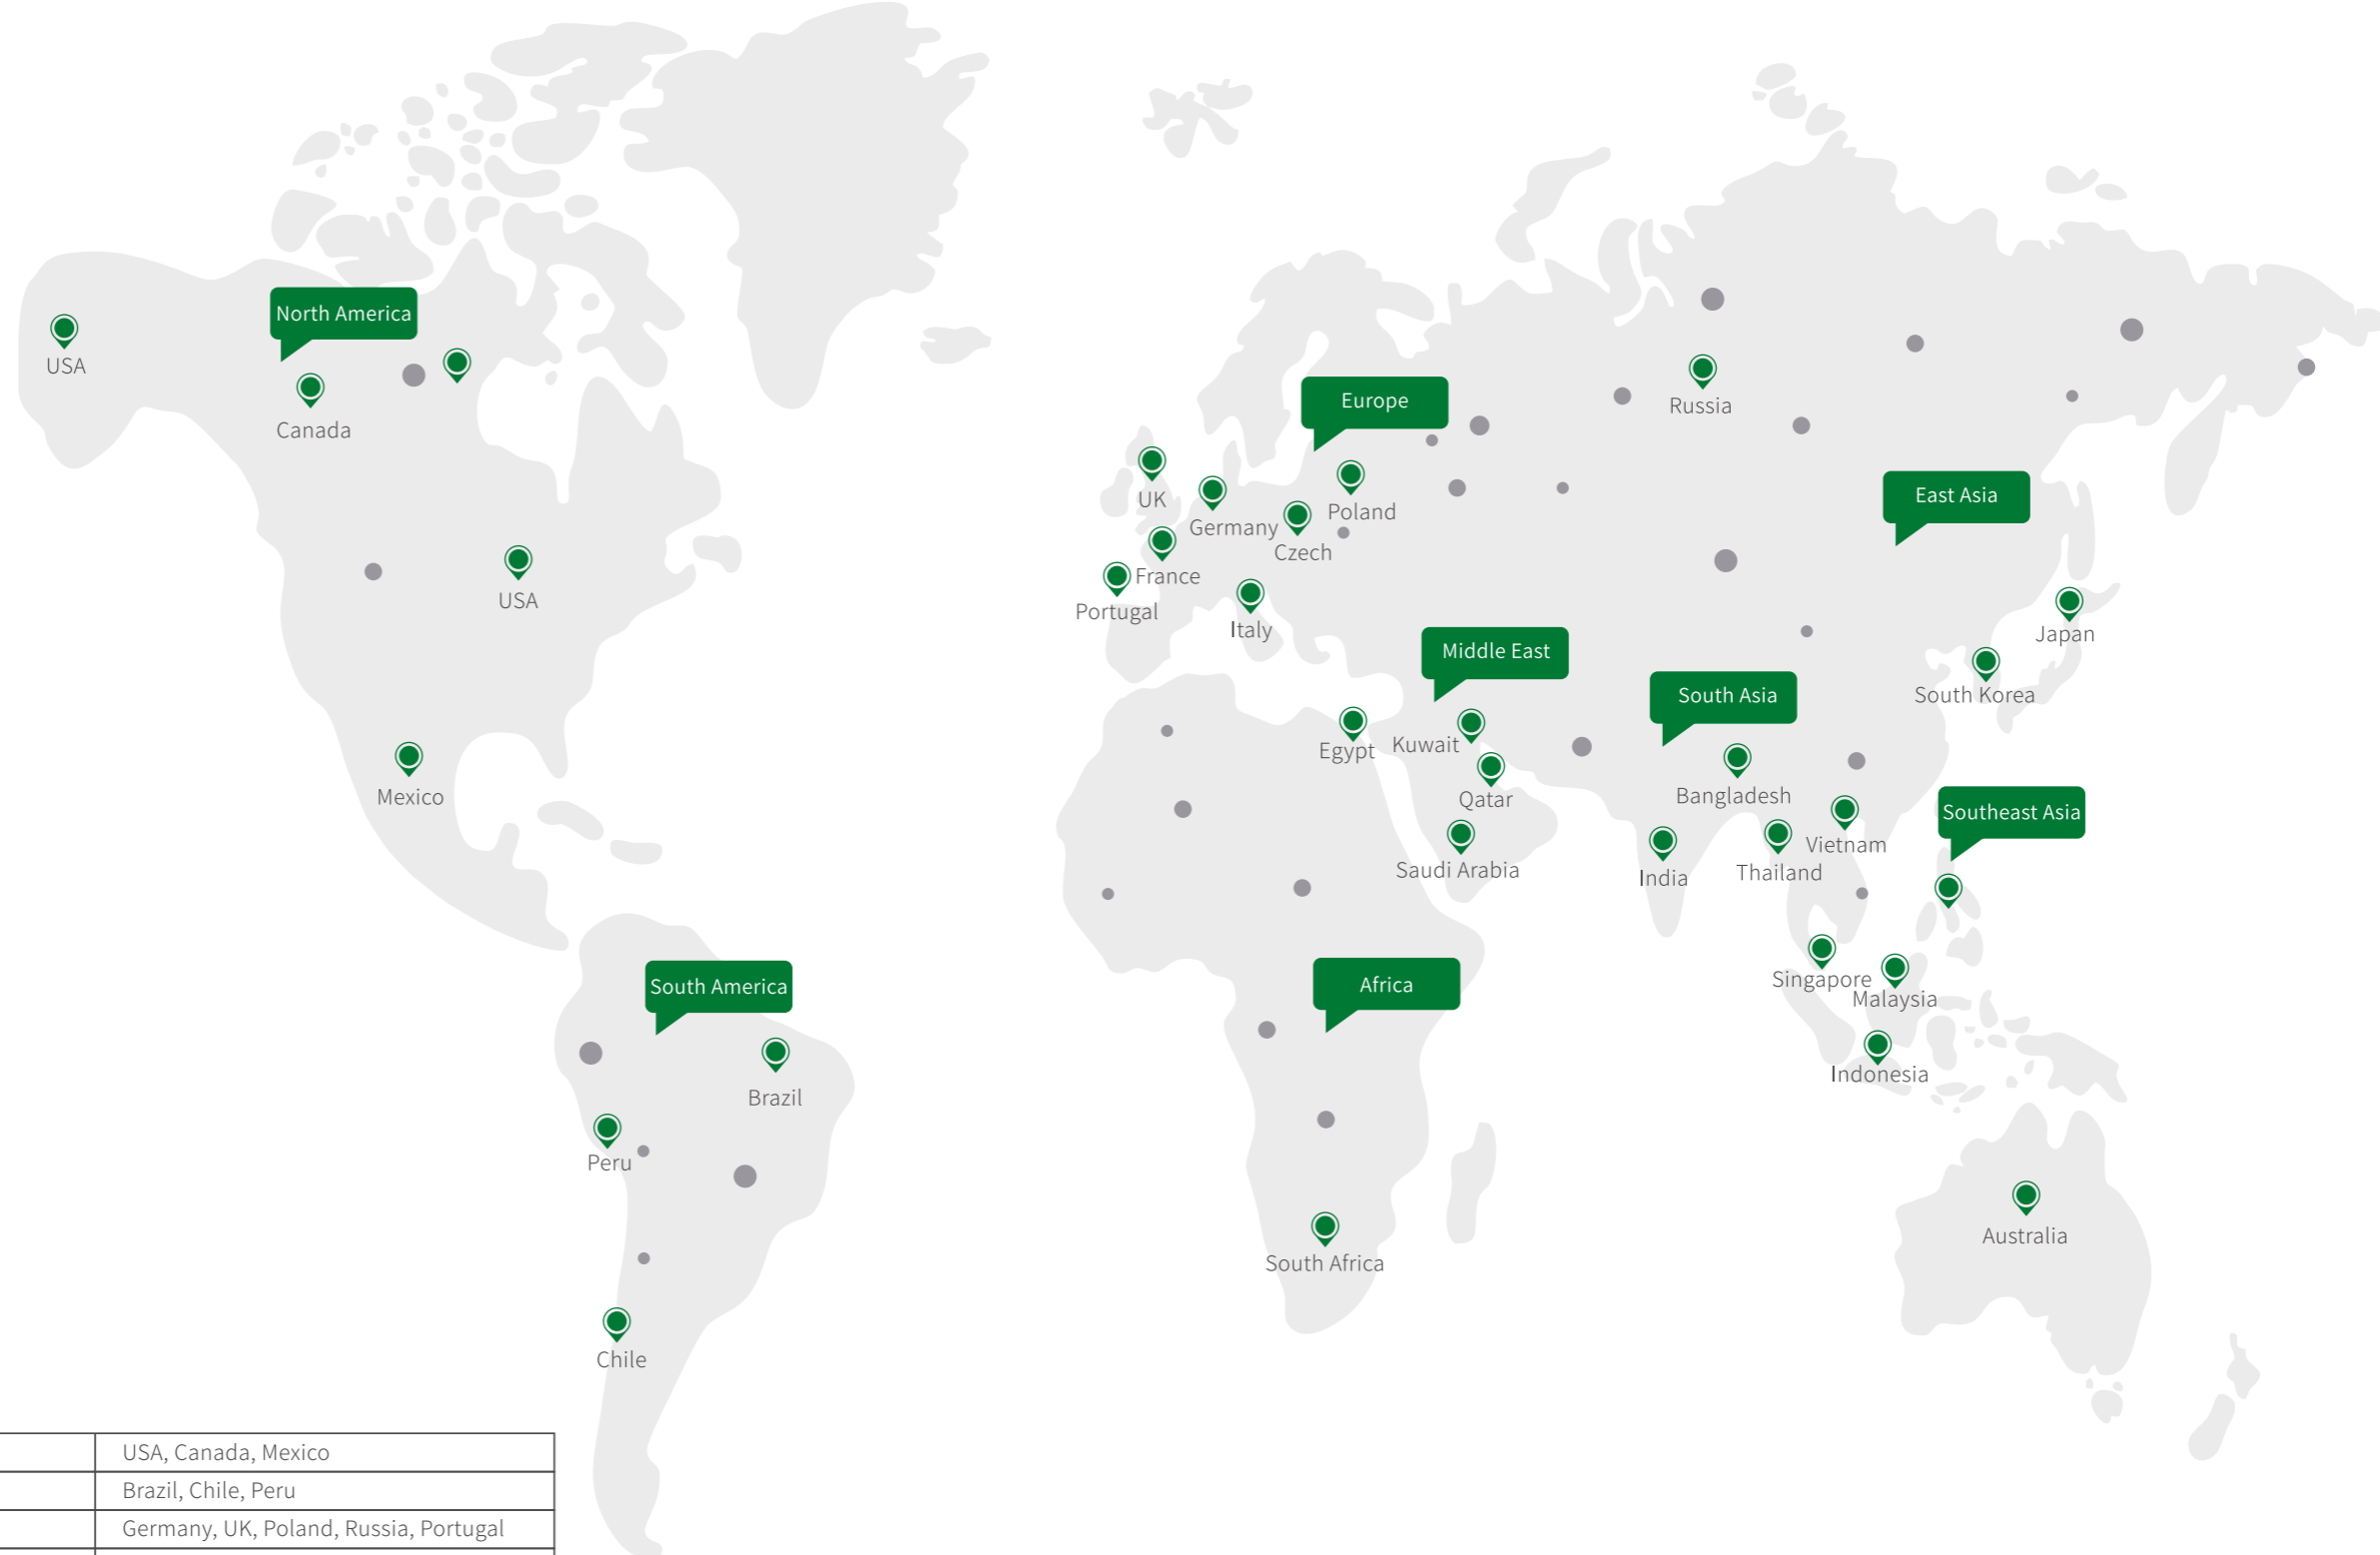 North America
USA
Canada
Europe
Russia
UK
Germany
Poland
Czech
East Asia
France
Portugal
USA
Italy
Japan
Middle East
South Asia
South Korea
Egypt
Kuwait
Mexico
Qatar
Bangladesh
Southeast Asia
Vietnam
Saudi Arabia
India
Thailand
South America
Africa
Singapore
Malaysia
Indonesia
Brazil
Peru
Australia
South Africa
Chile
USA, Canada, Mexico
Brazil, Chile, Peru
Germany, UK, Poland, Russia, Portugal